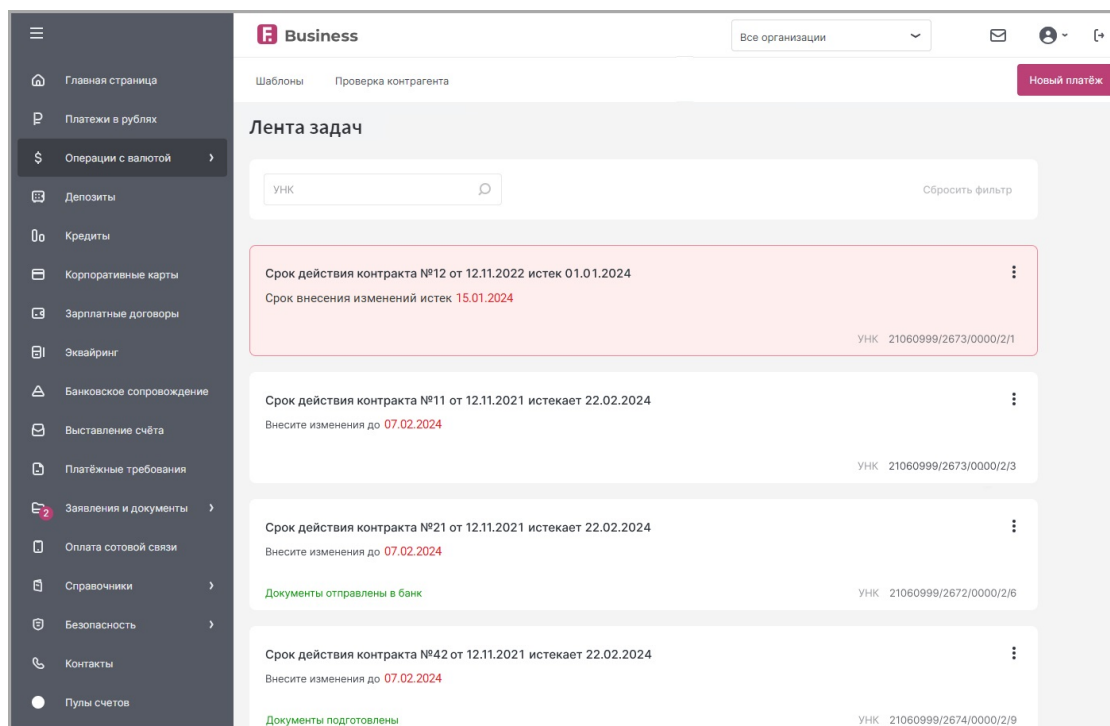 F. Business
Все организации
Главная страница
Платежи в рублях
Операции с валютой
Депозиты
Кредиты
Корпоративные карты
Зарплатные договоры
Эквайринг
Банковское сопровождение
Выставление счёта
Платёжные требования
2
Заявления и документы
Оплата сотовой связи
Справочники
Безопасность
Контакты
Пулы счетов
Шаблоны
Проверка контрагента
Новый платёж
Лента задач
УНК
Сбросить фильтр
Срок действия контракта №12 от 12.11.2022 истек 01.01.2024
Срок внесения изменений истек 15.01.2024
УНК 21060999/2673/0000/2/1
Срок действия контракта №11 от 12.11.2021 истекает 22.02.2024
Внесите изменения до 07.02.2024
УНК 21060999/2673/0000/2/3
Срок действия контракта №21 от 12.11.2021 истекает 22.02.2024
Внесите изменения до 07.02.2024
Документы отправлены в банк
УНК 21060999/2672/0000/2/6
Срок действия контракта №42 от 12.11.2021 истекает 22.02.2024
Внесите изменения до 07.02.2024
Документы подготовлены
УНК 21060999/2674/0000/2/9